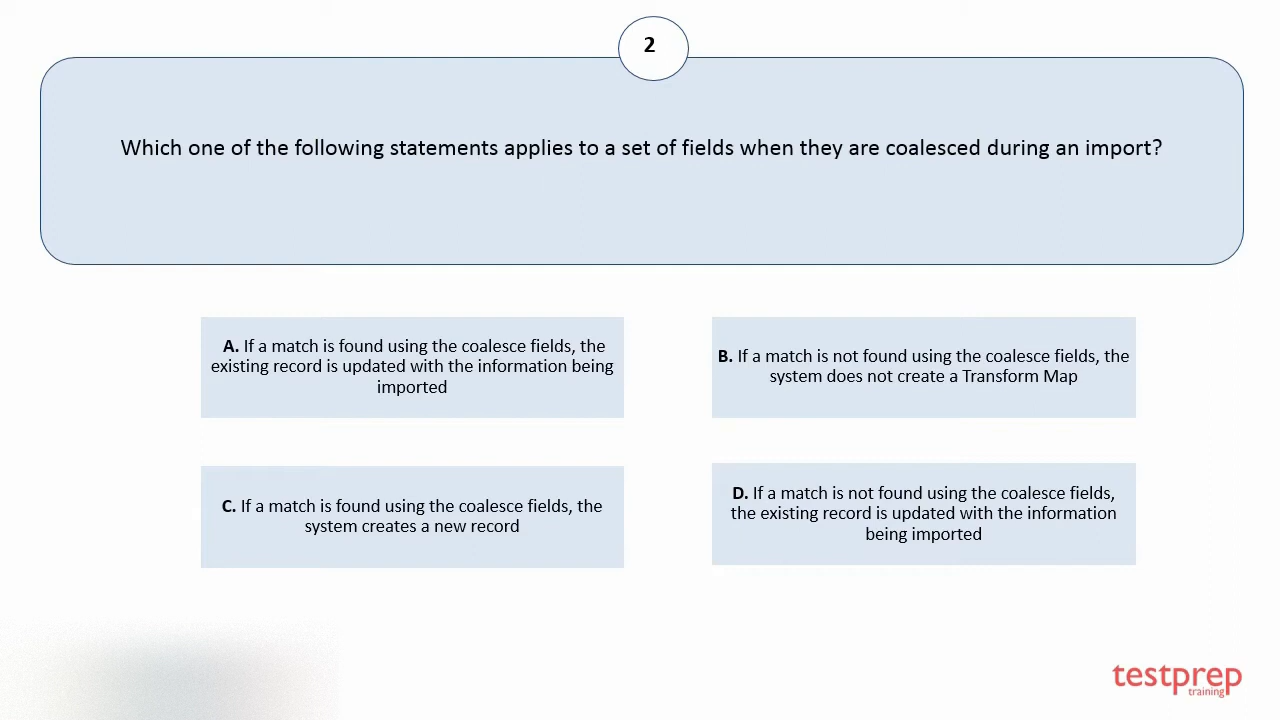 2
Which one of the following statements applies to a set of fields when they are coalesced during an import?
A. If a match is found using the coalesce fields, the
existing record is updated with the information being
imported
B. If a match is not found using the coalesce fields, the
system does not create a Transform Map
C. If a match is found using the coalesce fields, the
system creates a new record
D. If a match is not found using the coalesce fields,
the existing record is updated with the information
being imported
testprep
training